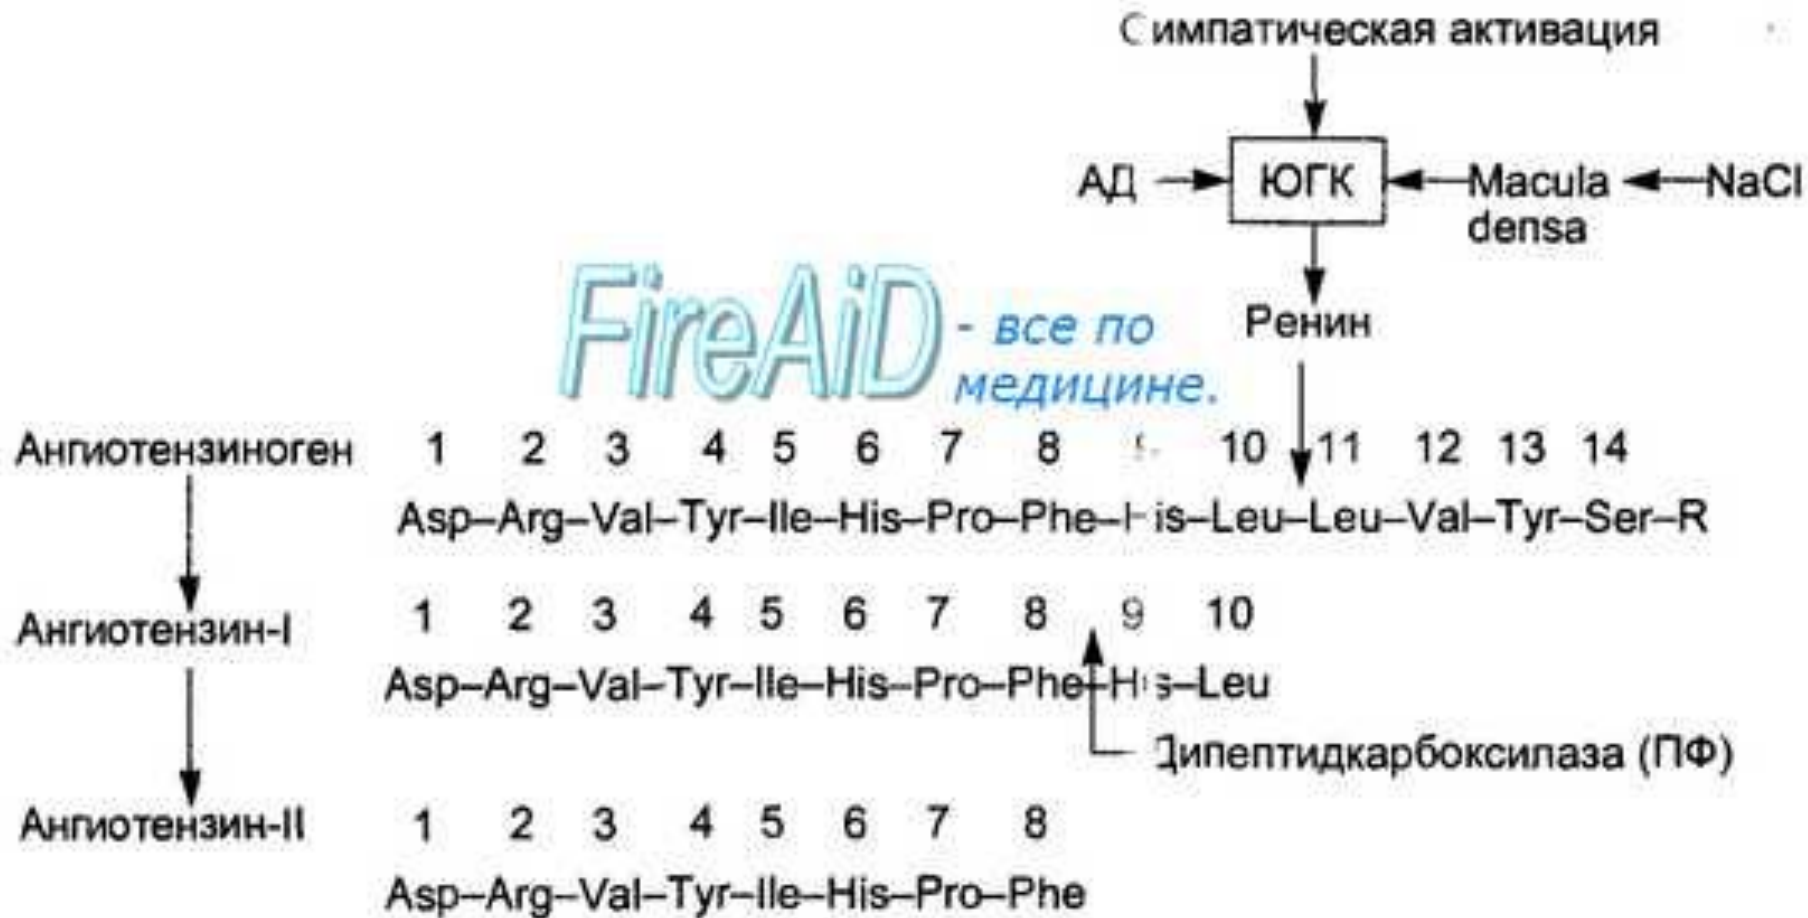 Симпатическая активация
АД ЮГК Macula densa NaCl
FireAiD - все по медицине.
Ренин
Ангиотензиноген 1 2 3 4 5 6 7 8 9 10 11 12 13 14
Asp–Arg–Val–Tyr–Ile–His–Pro–Phe–His–Leu–Leu–Val–Tyr–Ser–R
Ангиотензин-I 1 2 3 4 5 6 7 8 9 10
Asp–Arg–Val–Tyr–Ile–His–Pro–Phe–His–Leu
Дипептидкарбоксилаза (ПФ)
Ангиотензин-II 1 2 3 4 5 6 7 8
Asp–Arg–Val–Tyr–Ile–His–Pro–Phe